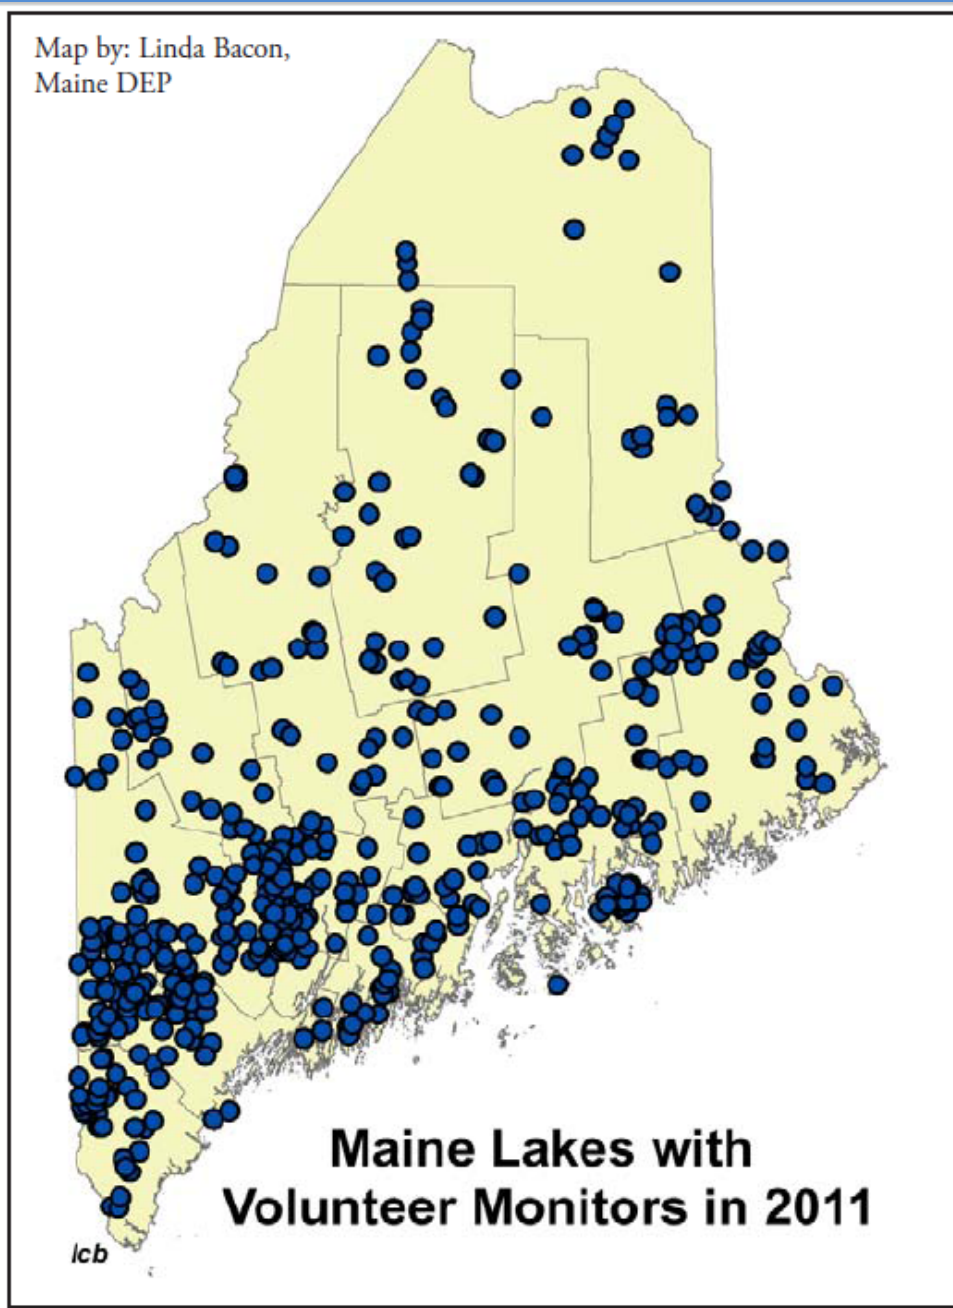 Map by: Linda Bacon,
Maine DEP
Maine Lakes with
Volunteer Monitors in 2011
lcb